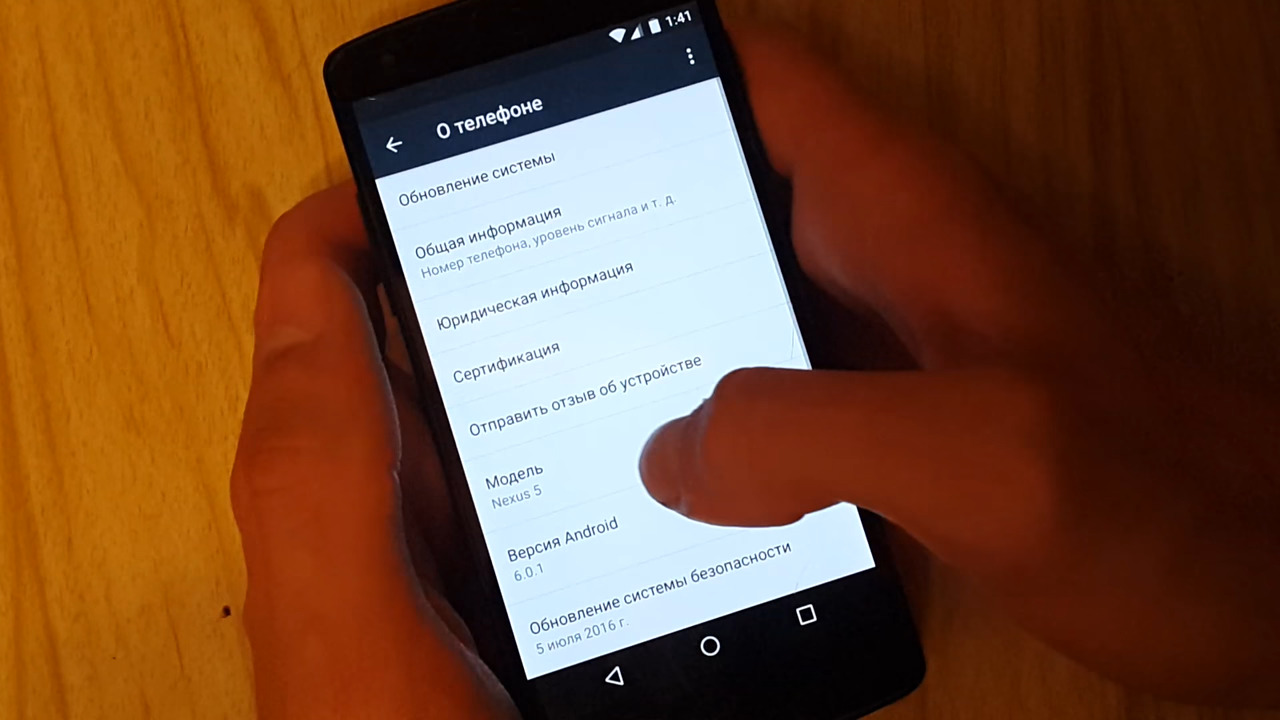 1:41
О телефоне
Обновление системы
Общая информация
Номер телефона, уровень сигнала и т. д.
Юридическая информация
Сертификация
Отправить отзыв об устройстве
Модель
Nexus 5
Версия Android
6.0.1
Обновление системы безопасности
5 июля 2016 г.